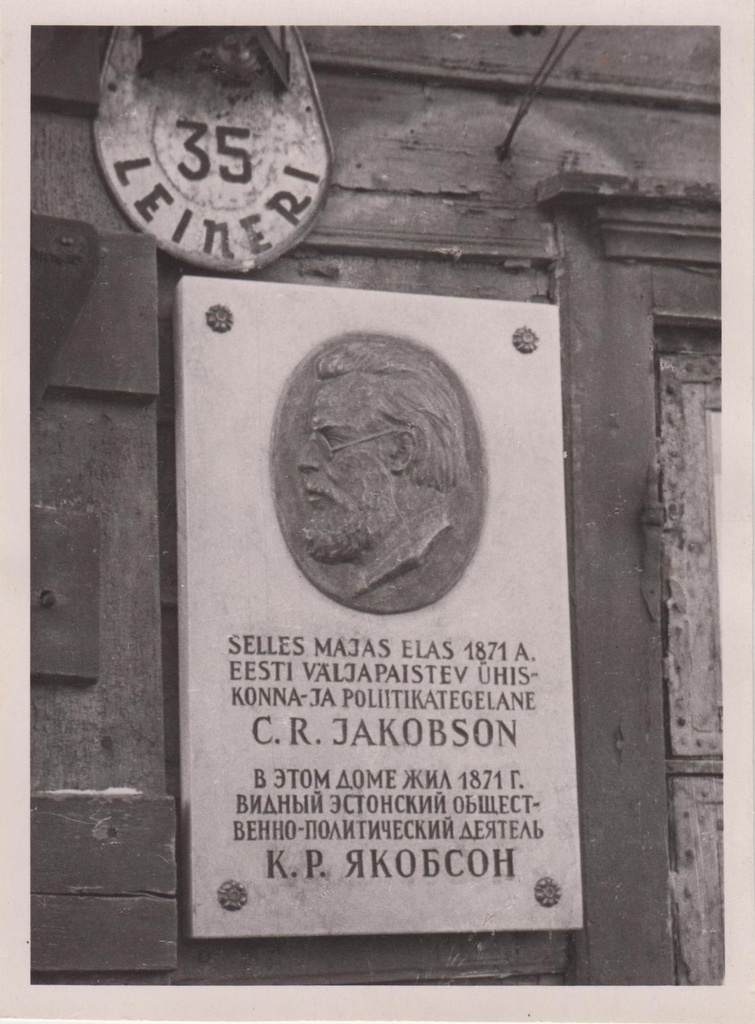 35
LEINERI
SELLES MAJAS ELAS 1871 A.
EESTI VÄLJAPAISTEV ÜHIS-
KONNA-JA POLIITIKATEGELANE
C. R. JAKOBSON
В ЭТОМ ДОМЕ ЖИЛ 1871 Г.
ВИДНЫЙ ЭСТОНСКИЙ ОБЩЕСТ-
ВЕННО-ПОЛИТИЧЕСКИЙ ДЕЯТЕЛЬ
К. Р. ЯКОБСОН